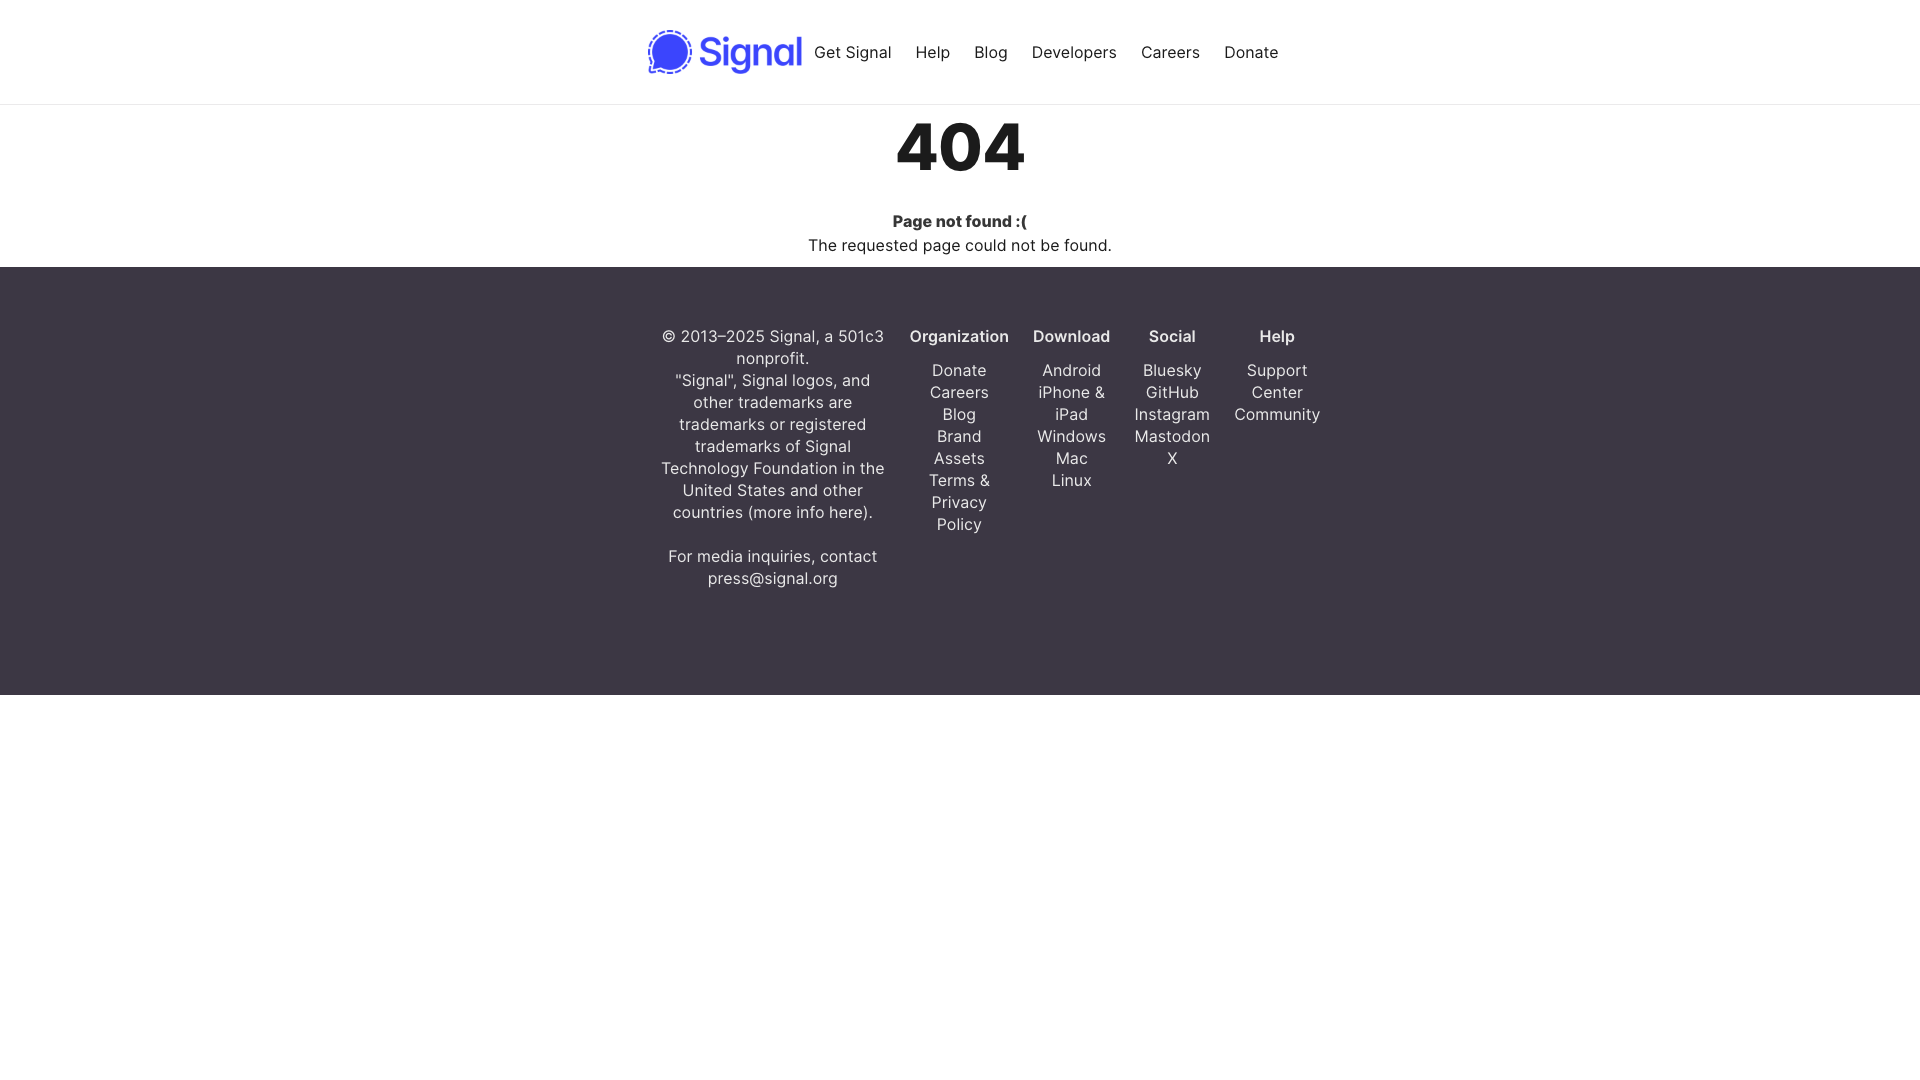 Signal
Get Signal
Help
Blog
Developers
Careers
Donate
404
Page not found :(
The requested page could not be found.
© 2013–2025 Signal, a 501c3
nonprofit.
"Signal", Signal logos, and
other trademarks are
trademarks or registered
trademarks of Signal
Technology Foundation in the
United States and other
countries (more info here).
For media inquiries, contact
press@signal.org
Organization
Donate
Careers
Blog
Brand
Assets
Terms &
Privacy
Policy
Download
Android
iPhone &
iPad
Windows
Mac
Linux
Social
Bluesky
GitHub
Instagram
Mastodon
X
Help
Support
Center
Community